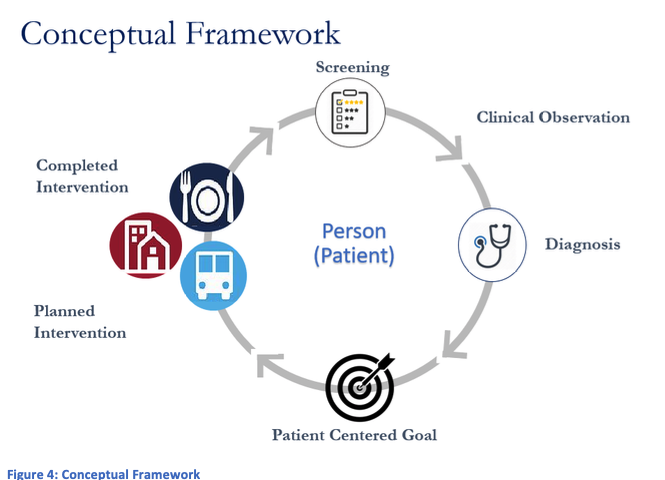 Conceptual Framework
Screening
Clinical Observation
Completed
Intervention
Person
(Patient)
Diagnosis
Planned
Intervention
Patient Centered Goal
Figure 4: Conceptual Framework